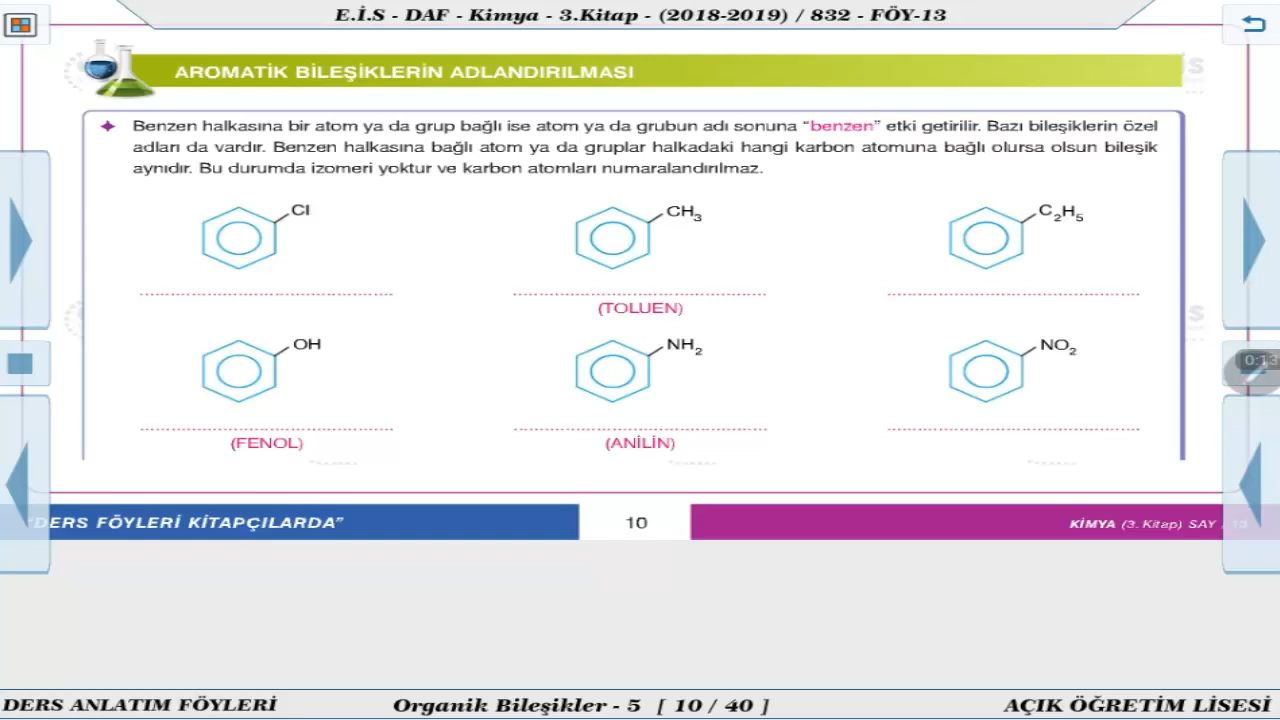 E.İ.S - DAF - Kimya - 3.Kitap - (2018-2019) / 832 - FÖY-13
AROMATİK BİLEŞİKLERİN ADLANDIRILMASI
Benzen halkasına bir atom ya da grup bağlı ise atom ya da grubun adı sonuna “benzen” etki getirilir. Bazı bileşiklerin özel
adları da vardır. Benzen halkasına bağlı atom ya da gruplar halkadaki hangi karbon atomuna bağlı olursa olsun bileşik
aynıdır. Bu durumda izomeri yoktur ve karbon atomları numaralandırılmaz.
Cl
CH3
C2H5
(TOLUEN)
OH
NH2
NO2
0:13
(FENOL)
(ANİLİN)
“DERS FÖYLERİ KİTAPÇILARDA”
10
KİMYA (3. Kitap) SAY / 13
DERS ANLATIM FÖYLERİ
Organik Bileşikler - 5 [ 10 / 40 ]
AÇIK ÖĞRETİM LİSESİ